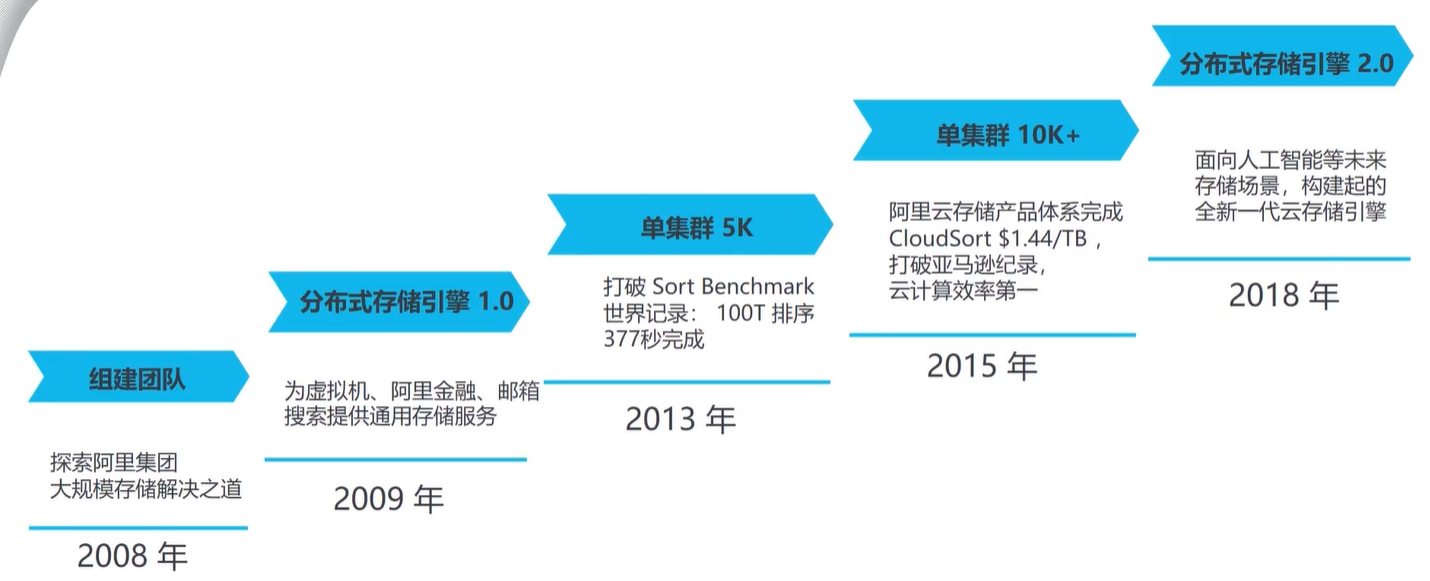 组建团队
探索阿里集团
大规模存储解决之道
2008 年
分布式存储引擎 1.0
为虚拟机、阿里金融、邮箱
搜索提供通用存储服务
2009 年
单集群 5K
打破 Sort Benchmark
世界记录： 100T 排序
377秒完成
2013 年
单集群 10K+
阿里云存储产品体系完成
CloudSort $1.44/TB ，
打破亚马逊纪录，
云计算效率第一
2015 年
分布式存储引擎 2.0
面向人工智能等未来
存储场景，构建起的
全新一代云存储引擎
2018 年